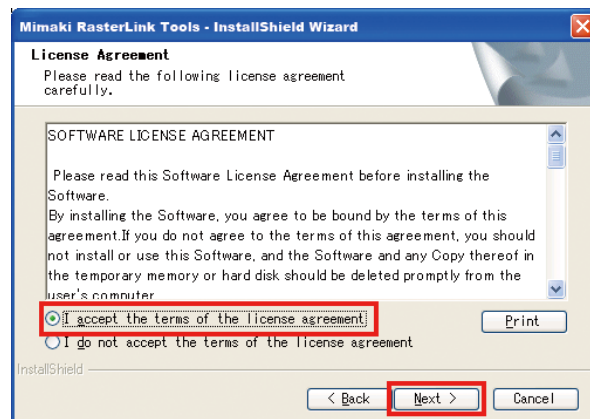 Mimaki RasterLink Tools - InstallShield Wizard
License Agreement
Please read the following license agreement
carefully.
SOFTWARE LICENSE AGREEMENT
Please read this Software License Agreement before installing the
Software.
By installing the Software, you agree to be bound by the terms of this
agreement.If you do not agree to the terms of this agreement, you should
not install or use this Software, and the Software and any Copy thereof in
the temporary memory or hard disk should be deleted promptly from the
user's computer
I accept the terms of the license agreement
Print
I do not accept the terms of the license agreement
InstallShield
< Back
Next >
Cancel